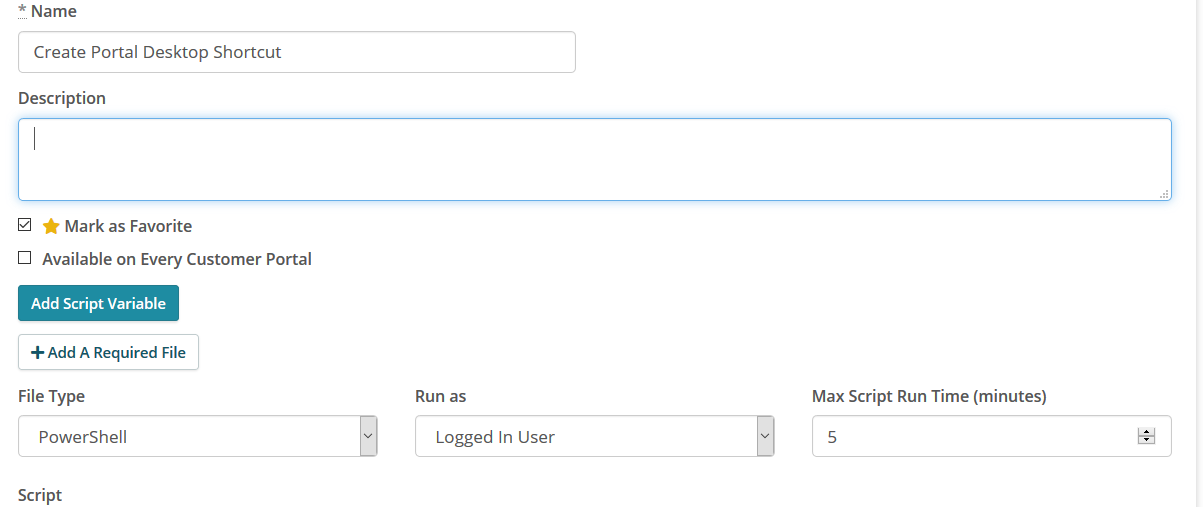 * Name
Create Portal Desktop Shortcut
Description
Mark as Favorite
Available on Every Customer Portal
Add Script Variable
+ Add A Required File
File Type Run as Max Script Run Time (minutes)
PowerShell Logged In User 5
Script